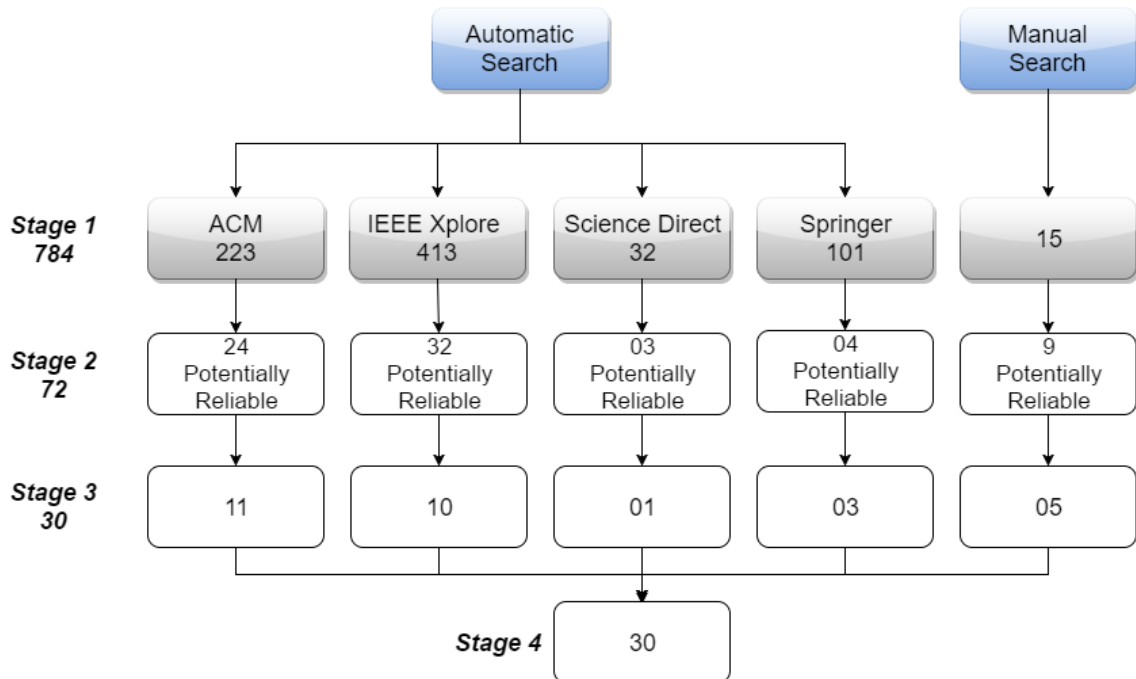 Automatic
Search
Manual
Search
Stage 1
784
ACM
223
IEEE Xplore
413
Science Direct
32
Springer
101
15
Stage 2
72
24
Potentially
Reliable
32
Potentially
Reliable
03
Potentially
Reliable
04
Potentially
Reliable
9
Potentially
Reliable
Stage 3
30
11
10
01
03
05
Stage 4
30